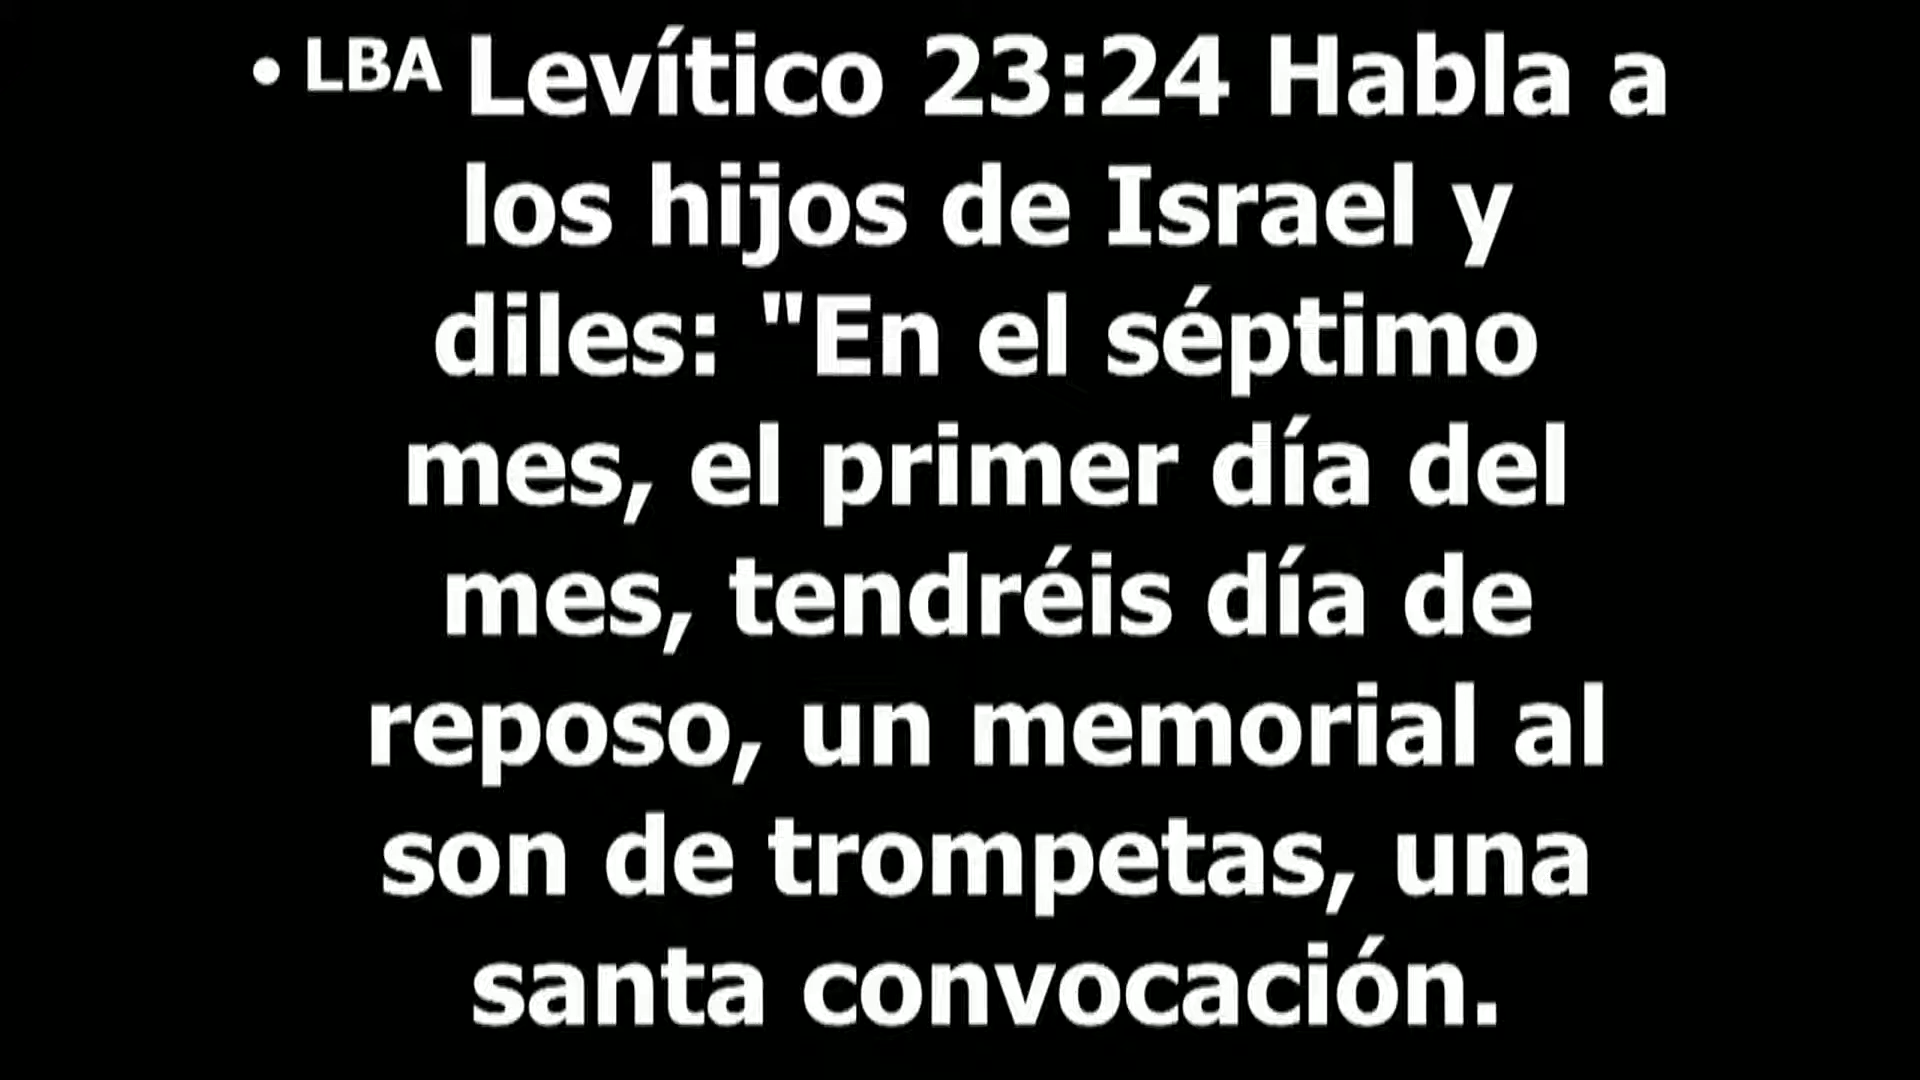 • LBA Levítico 23:24 Habla a
los hijos de Israel y
diles: "En el séptimo
mes, el primer día del
mes, tendréis día de
reposo, un memorial al
son de trompetas, una
santa convocación.